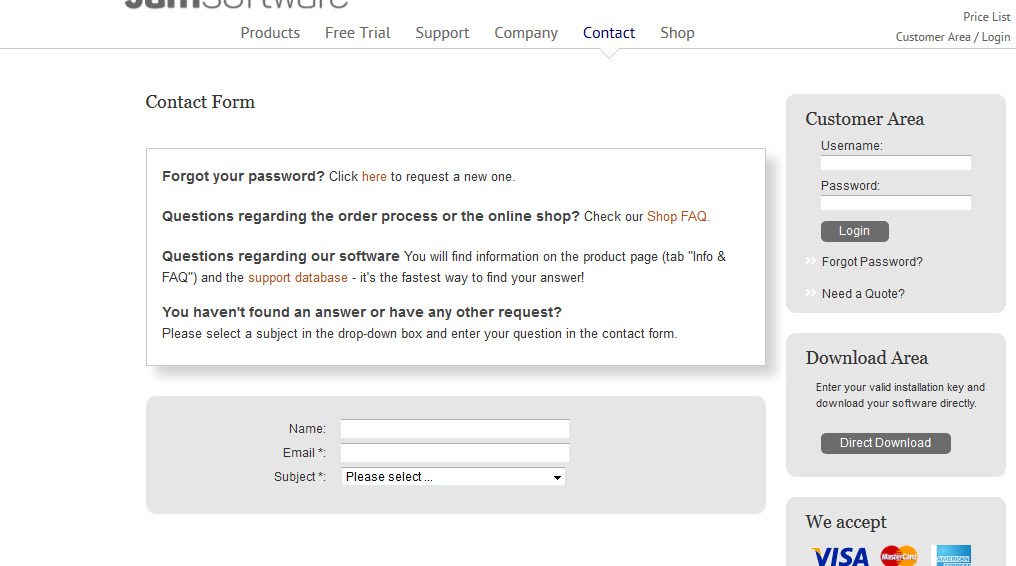 JamSoftware
Price List
Products Free Trial Support Company Contact Shop
Customer Area / Login
Contact Form
Forgot your password? Click here to request a new one.
Questions regarding the order process or the online shop? Check our Shop FAQ.
Questions regarding our software You will find information on the product page (tab "Info &
FAQ") and the support database - it's the fastest way to find your answer!
You haven't found an answer or have any other request?
Please select a subject in the drop-down box and enter your question in the contact form.
Name:
Email *:
Subject *: Please select ...
Customer Area
Username:
Password:
Login
Forgot Password?
Need a Quote?
Download Area
Enter your valid installation key and
download your software directly.
Direct Download
We accept
VISA MasterCard AMERICAN